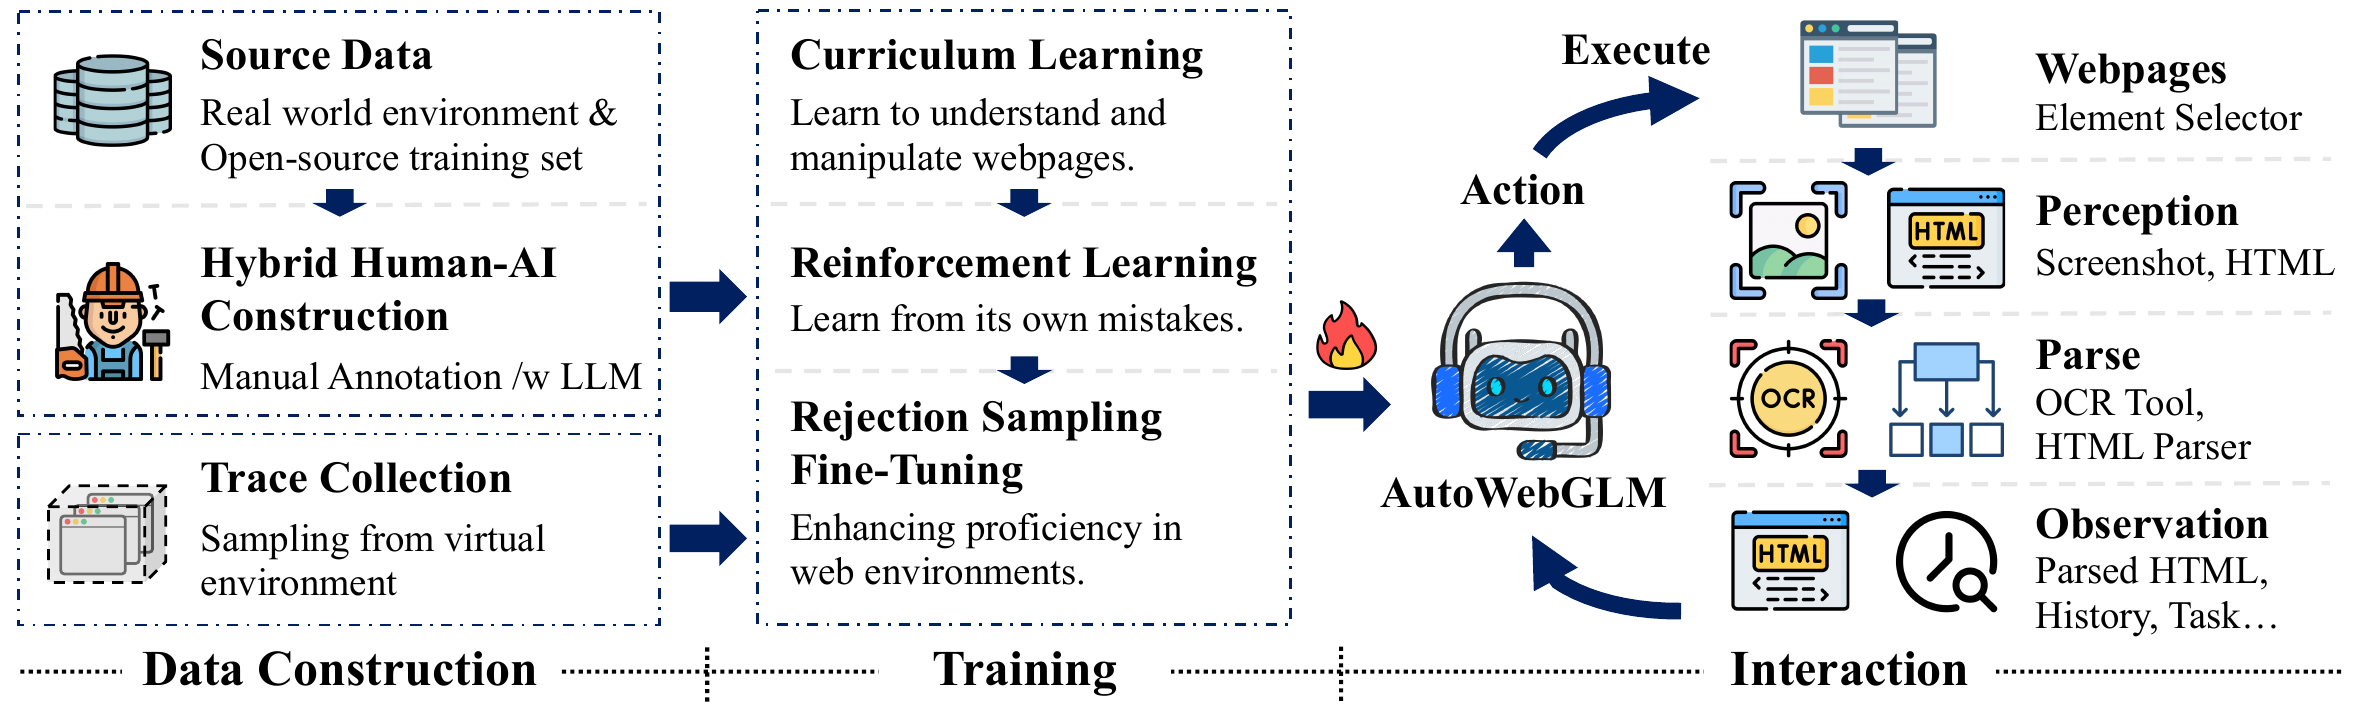 Source Data
Real world environment &
Open-source training set
Hybrid Human-AI
Construction
Manual Annotation /w LLM
Trace Collection
Sampling from virtual
environment
Data Construction
Curriculum Learning
Learn to understand and
manipulate webpages.
Reinforcement Learning
Learn from its own mistakes.
Rejection Sampling
Fine-Tuning
Enhancing proficiency in
web environments.
Training
Execute
Action
AutoWebGLM
Webpages
Element Selector
HTML
Perception
Screenshot, HTML
OCR
Parse
OCR Tool,
HTML Parser
HTML
Observation
Parsed HTML,
History, Task…
Interaction